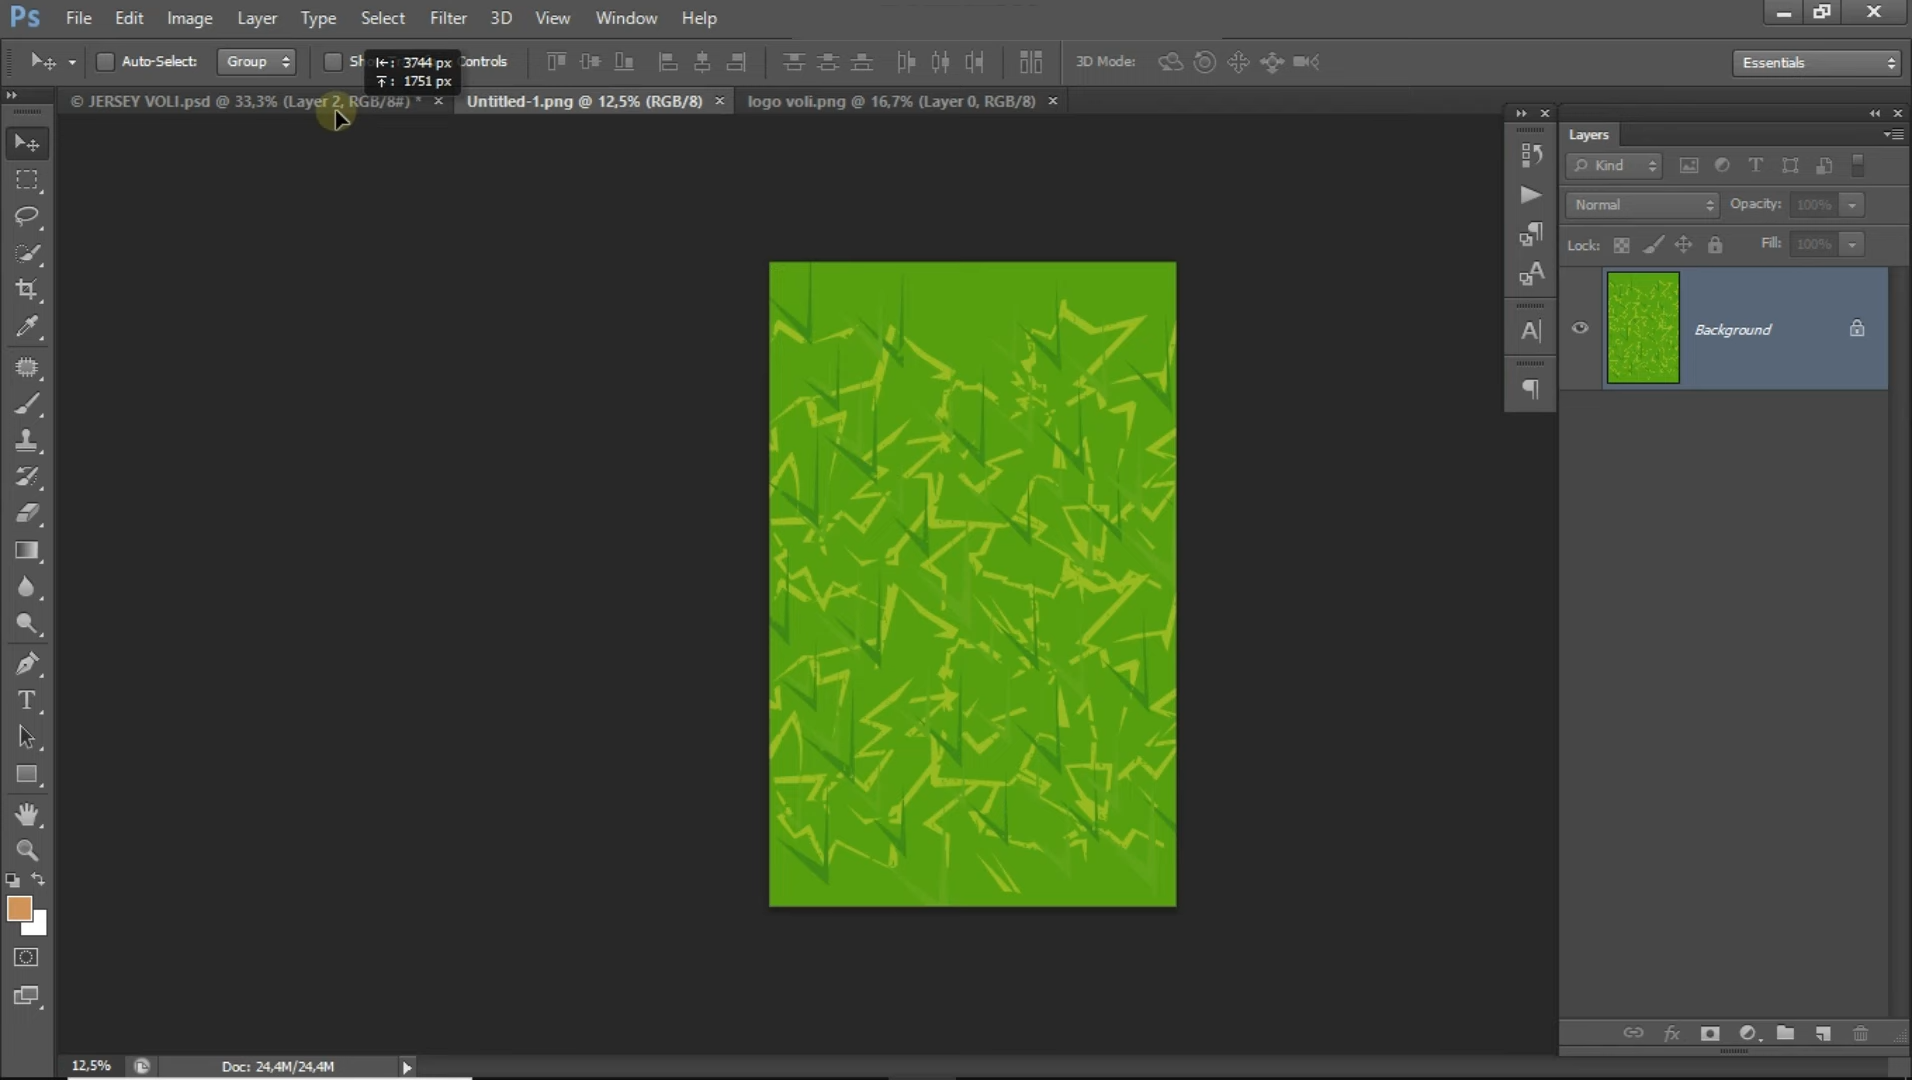 Ps File Edit Image Layer Type Select Filter 3D View Window Help
Auto-Select: Group Controls 3D Mode: Essentials
3744 px
1751 px
© JERSEY VOLI.psd @ 33,3% (Layer 2, RGB/8#) * Untitled-1.png @ 12,5% (RGB/8) logo voli.png @ 16,7% (Layer 0, RGB/8)
Layers
Kind
Normal Opacity: 100%
Lock: Fill: 100%
Background
12,5% Doc: 24,4M/24,4M